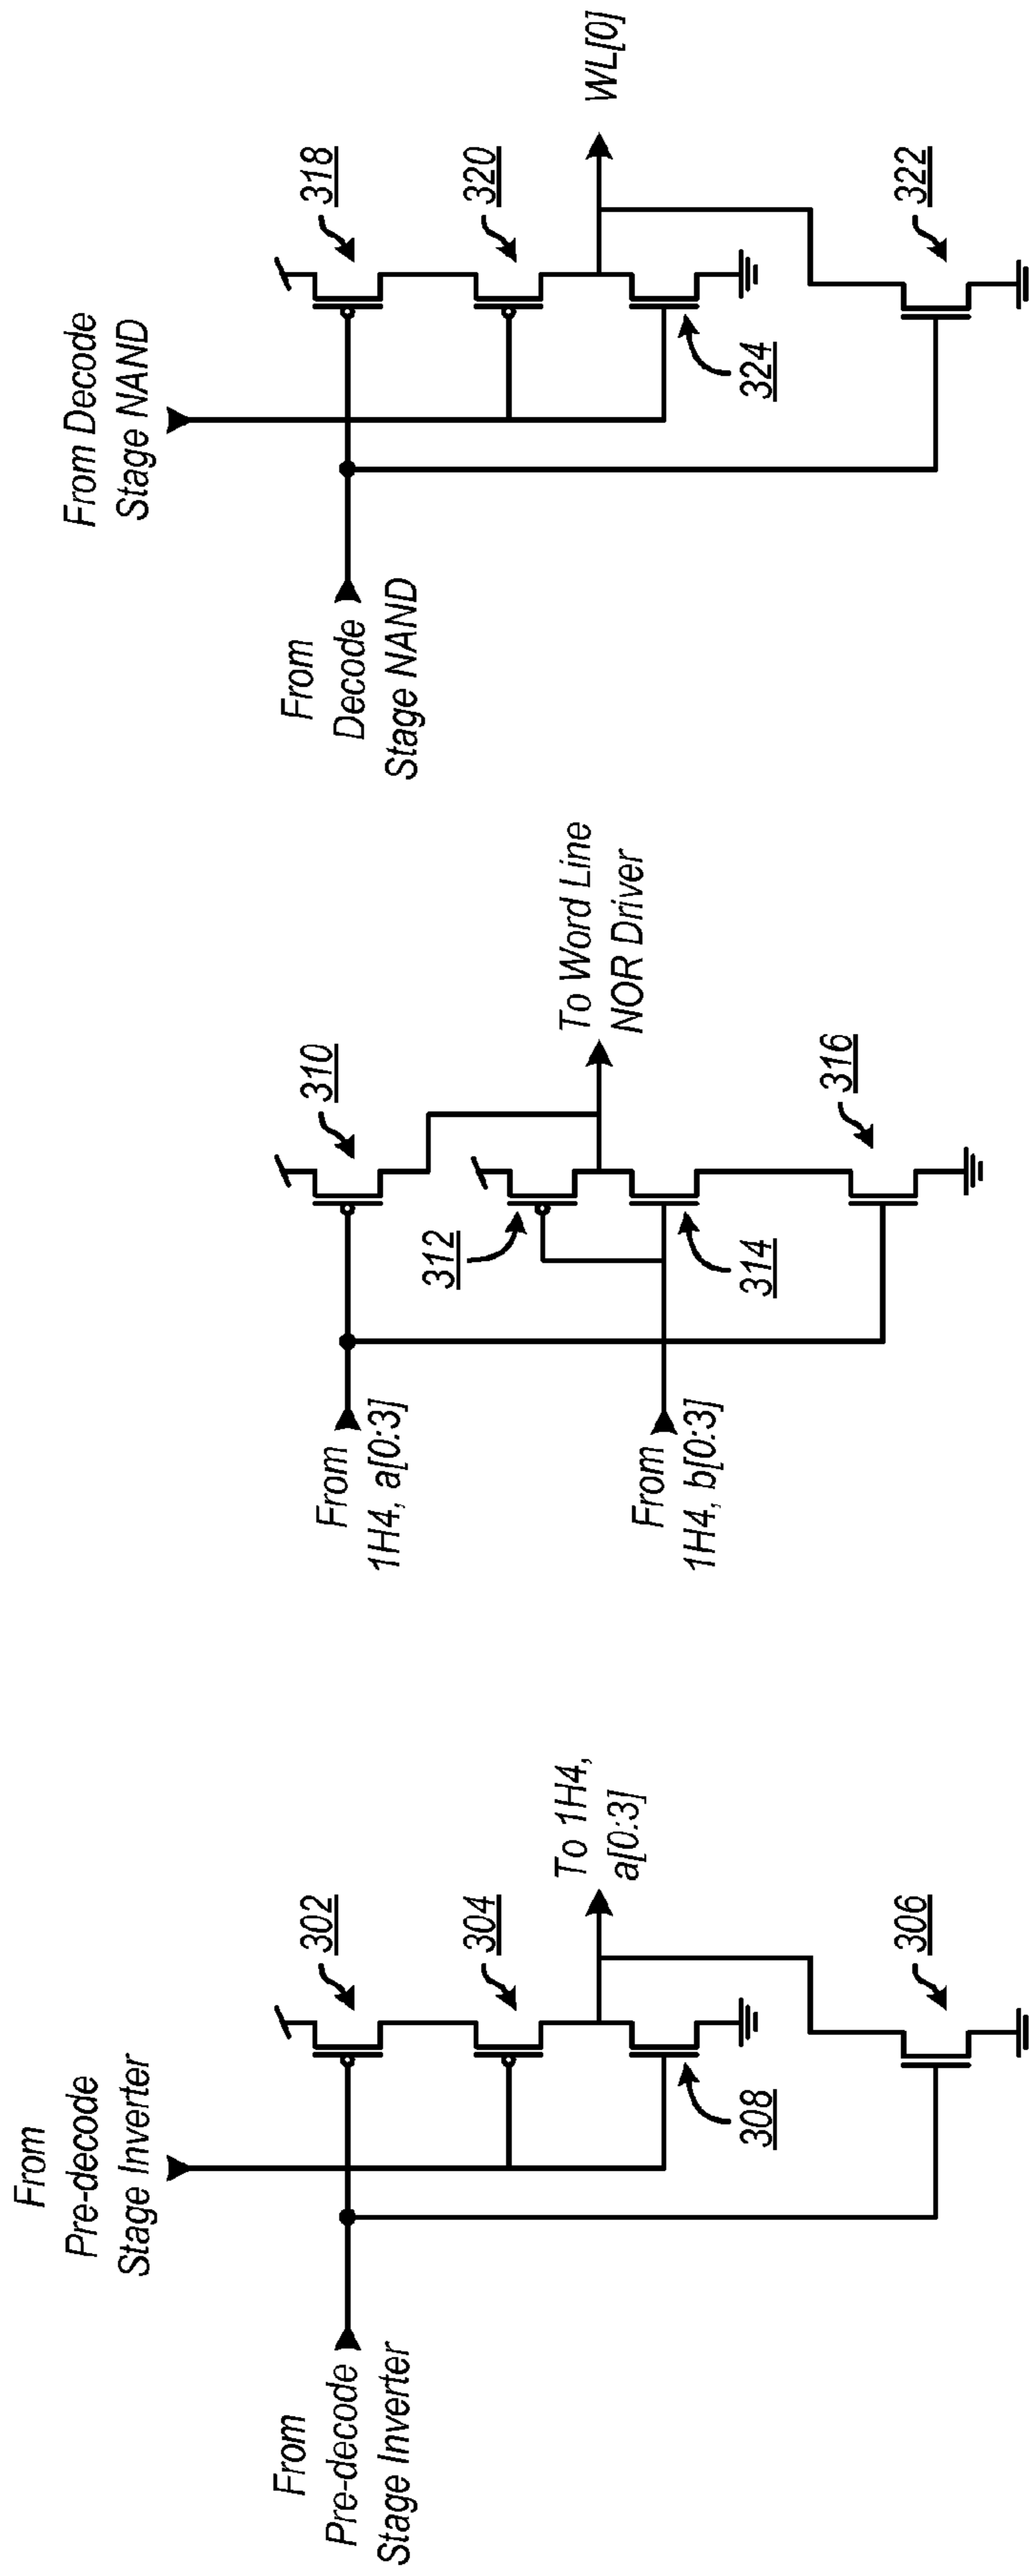 From
Pre-decode
Stage Inverter
From
Pre-decode
Stage Inverter
302
304
308
306
To 1H4,
a[0:3]
From
1H4, a[0:3]
From
1H4, b[0:3]
310
312
314
316
To Word Line
NOR Driver
From
Decode
Stage NAND
From Decode
Stage NAND
318
320
324
322
WL[0]